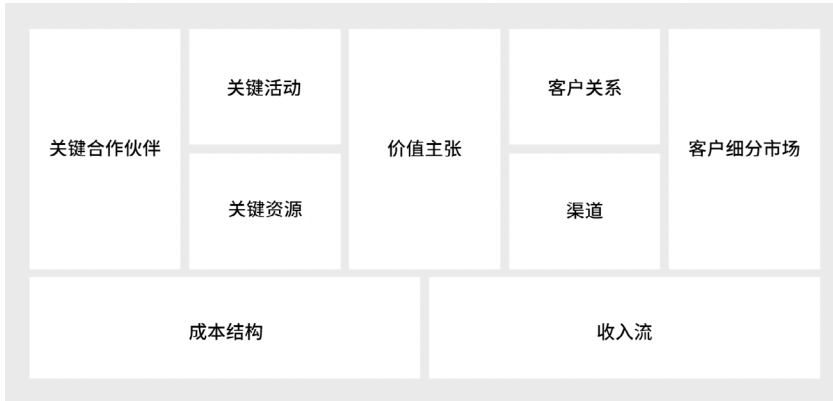 关键合作伙伴
关键活动
关键资源
价值主张
客户关系
渠道
客户细分市场
成本结构
收入流